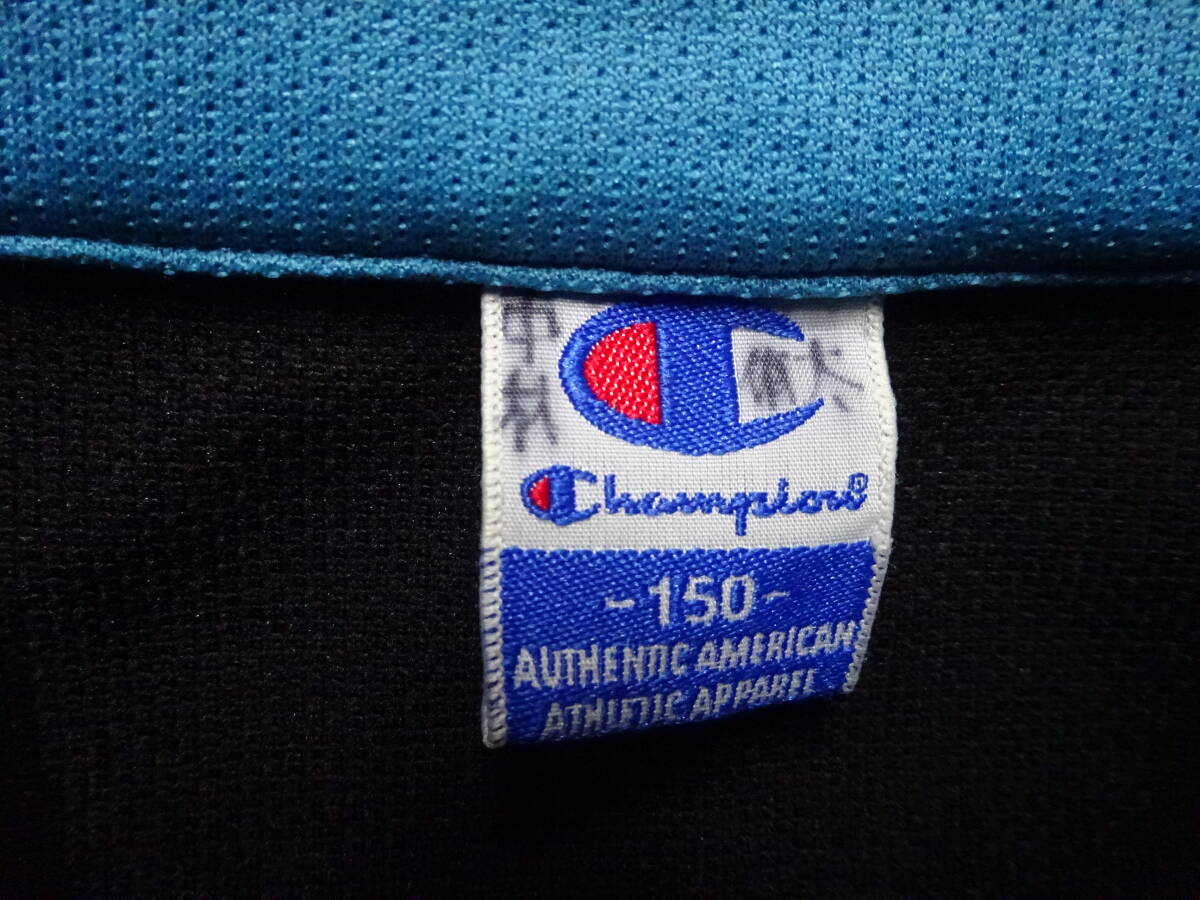 Champion®
-150-
AUTHENTIC AMERICAN
ATHLETIC APPAREL